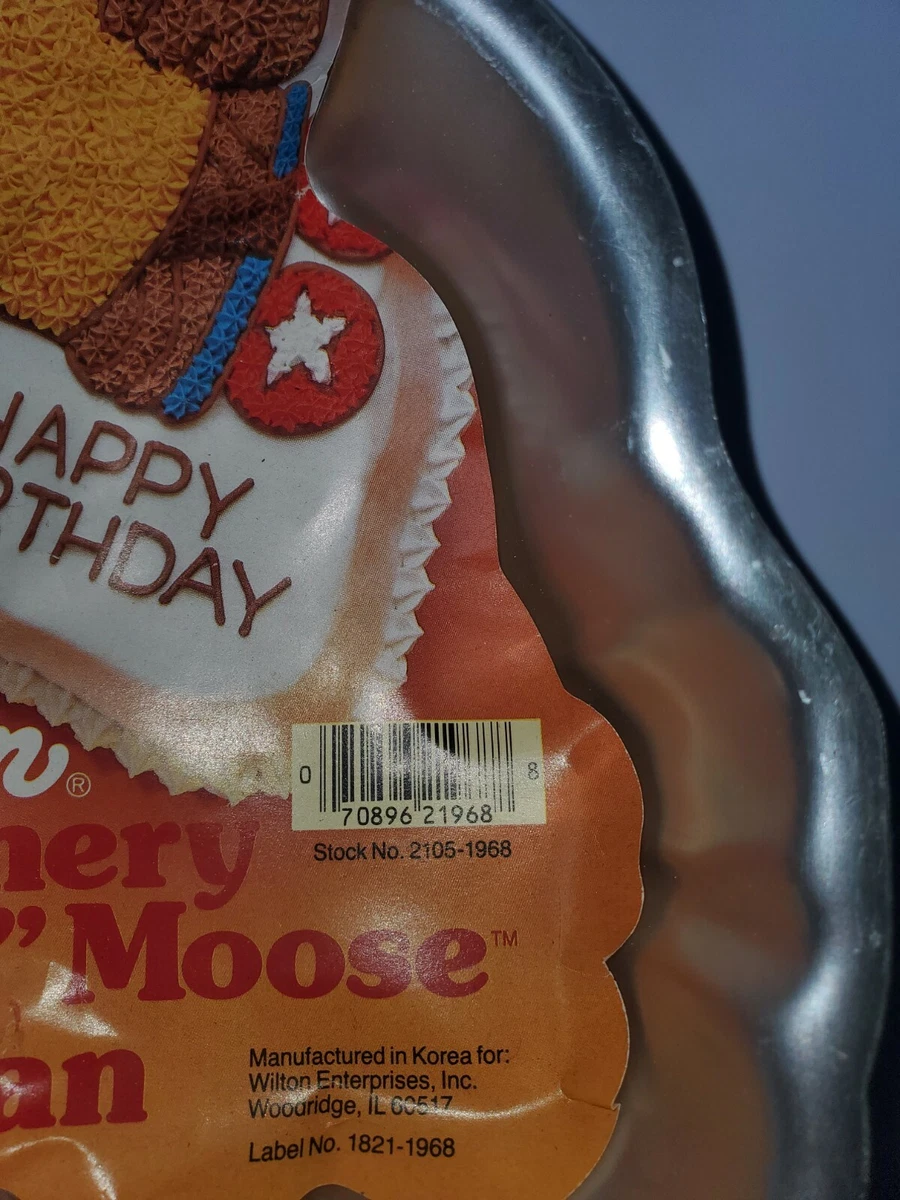 HAPPY
RTHDAY
n®
0 70896 21968 8
Stock No. 2105-1968
nery
” Moose™
an
Manufactured in Korea for:
Wilton Enterprises, Inc.
Woodridge, IL 60517
Label No. 1821-1968